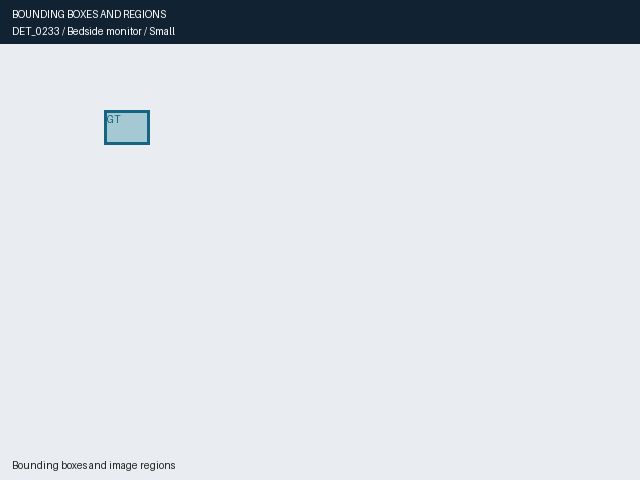 BOUNDING BOXES AND REGIONS
DET_0233 / Bedside monitor / Small
GT
Bounding boxes and image regions